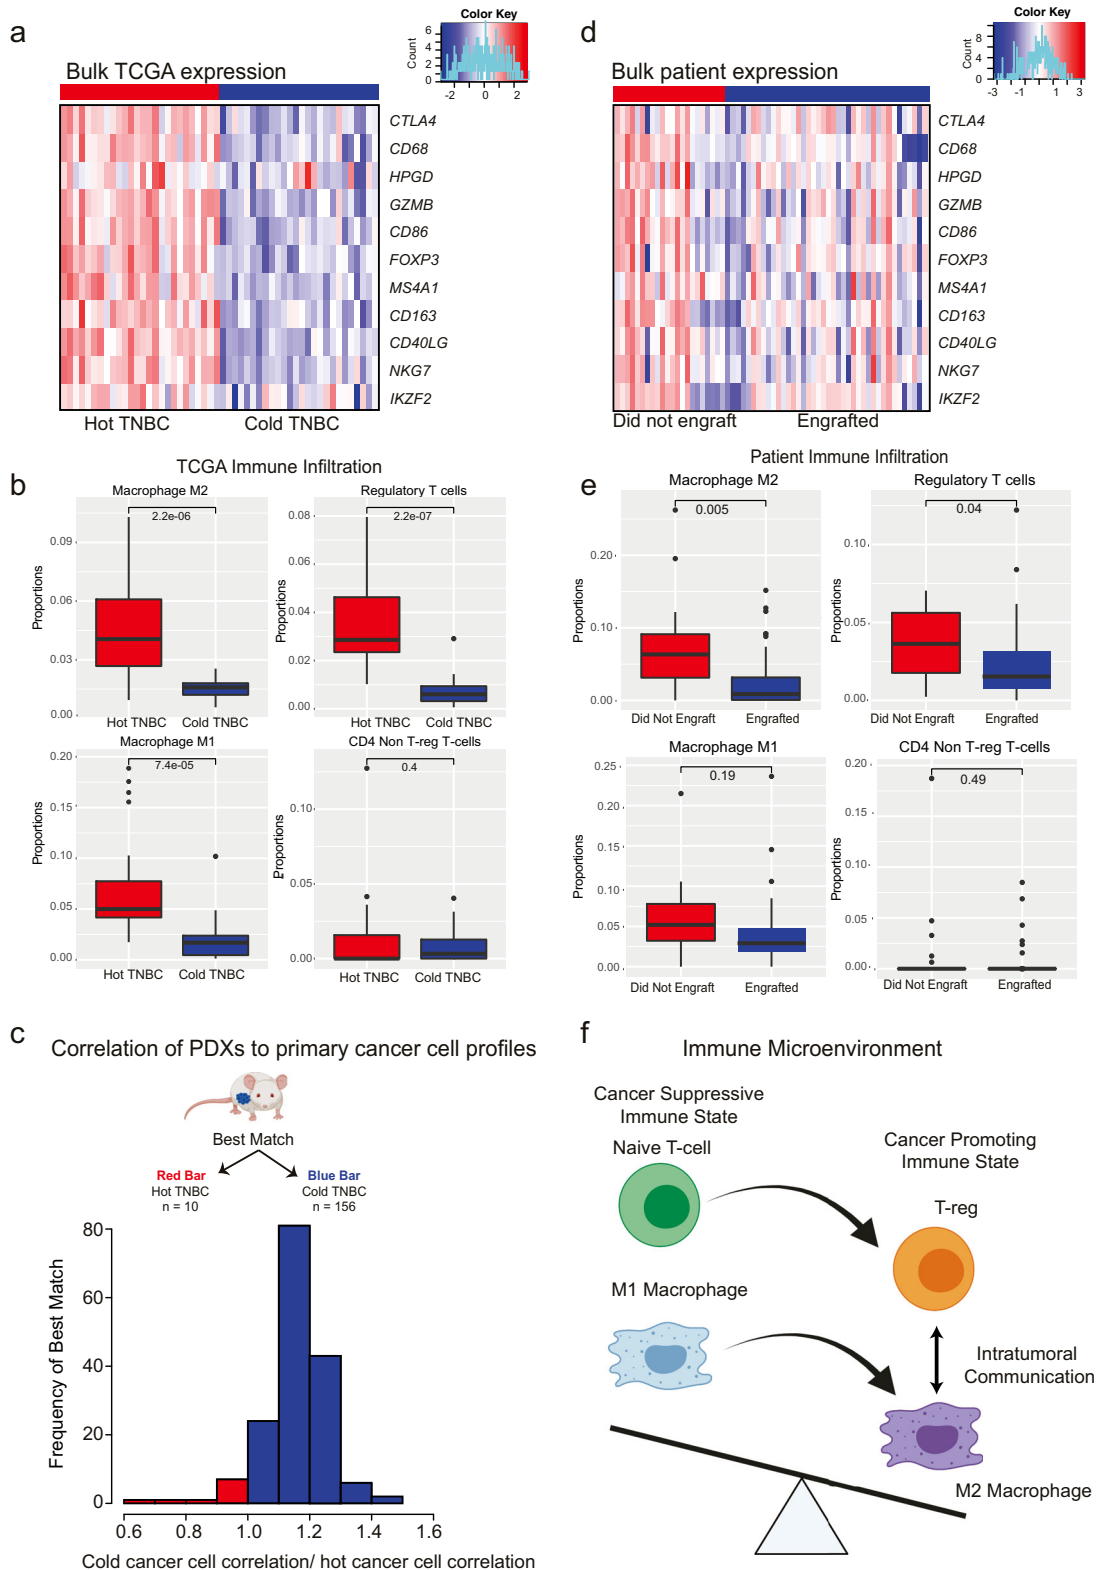 a
Color Key
Count
6
4
2
0
-2
0
2
Bulk TCGA expression
CTLA4
CD68
HPGD
GZMB
CD86
FOXP3
MS4A1
CD163
CD40LG
NKG7
IKZF2
Hot TNBC
Cold TNBC
d
Color Key
Count
8
4
0
-3
-1
1
3
Bulk patient expression
CTLA4
CD68
HPGD
GZMB
CD86
FOXP3
MS4A1
CD163
CD40LG
NKG7
IKZF2
Did not engraft
Engrafted
b
TCGA Immune Infiltration
Macrophage M2
2.2e-06
Proportions
0.09
0.06
0.03
0.00
Hot TNBC
Cold TNBC
Regulatory T cells
2.2e-07
Proportions
0.08
0.06
0.04
0.02
0.00
Hot TNBC
Cold TNBC
Macrophage M1
7.4e-05
Proportions
0.20
0.15
0.10
0.05
0.00
Hot TNBC
Cold TNBC
CD4 Non T-reg T-cells
0.4
Proportions
0.10
0.05
0.00
Hot TNBC
Cold TNBC
e
Patient Immune Infiltration
Macrophage M2
0.005
Proportions
0.20
0.10
0.00
Did Not Engraft
Engrafted
Regulatory T cells
0.04
Proportions
0.10
0.05
0.00
Did Not Engraft
Engrafted
Macrophage M1
0.19
Proportions
0.25
0.20
0.15
0.10
0.05
0.00
Did Not Engraft
Engrafted
CD4 Non T-reg T-cells
0.49
Proportions
0.20
0.15
0.10
0.05
0.00
Did Not Engraft
Engrafted
c
Correlation of PDXs to primary cancer cell profiles
Best Match
Red Bar
Hot TNBC
n = 10
Blue Bar
Cold TNBC
n = 156
Frequency of Best Match
80
60
40
20
0
0.6
0.8
1.0
1.2
1.4
1.6
Cold cancer cell correlation/ hot cancer cell correlation
f
Immune Microenvironment
Cancer Suppressive
Immune State
Naive T-cell
Cancer Promoting
Immune State
T-reg
M1 Macrophage
Intratumoral
Communication
M2 Macrophage